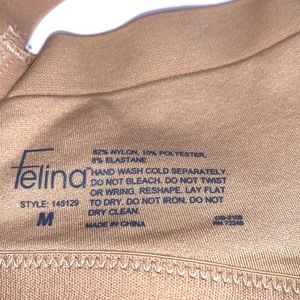 82% NYLON, 10% POLYESTER,
8% ELASTANE
Felina™
HAND WASH COLD SEPARATELY.
DO NOT BLEACH. DO NOT TWIST
OR WRING. RESHAPE. LAY FLAT
TO DRY. DO NOT IRON. DO NOT
DRY CLEAN.
MADE IN CHINA
STYLE: 145129
M